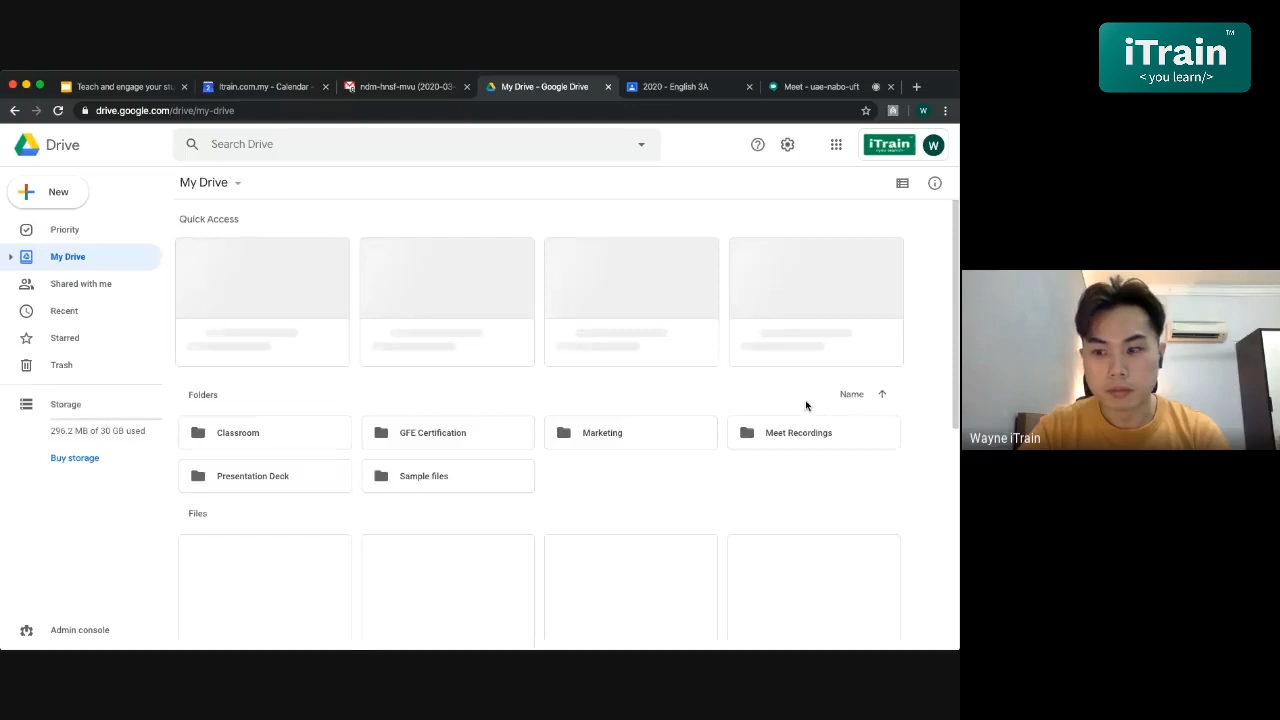 iTrain™
< you learn/>
Teach and engage your stu
itrain.com.my - Calendar -
ndm-hnsf-mvu (2020-03-
My Drive - Google Drive
2020 - English 3A
Meet - uae-nabo-uft
drive.google.com/drive/my-drive
W
Drive
Search Drive
iTrain
W
New
My Drive
Priority
My Drive
Shared with me
Recent
Starred
Trash
Storage
296.2 MB of 30 GB used
Buy storage
Admin console
Quick Access
Folders
Name
Classroom
GFE Certification
Marketing
Meet Recordings
Presentation Deck
Sample files
Files
Wayne iTrain